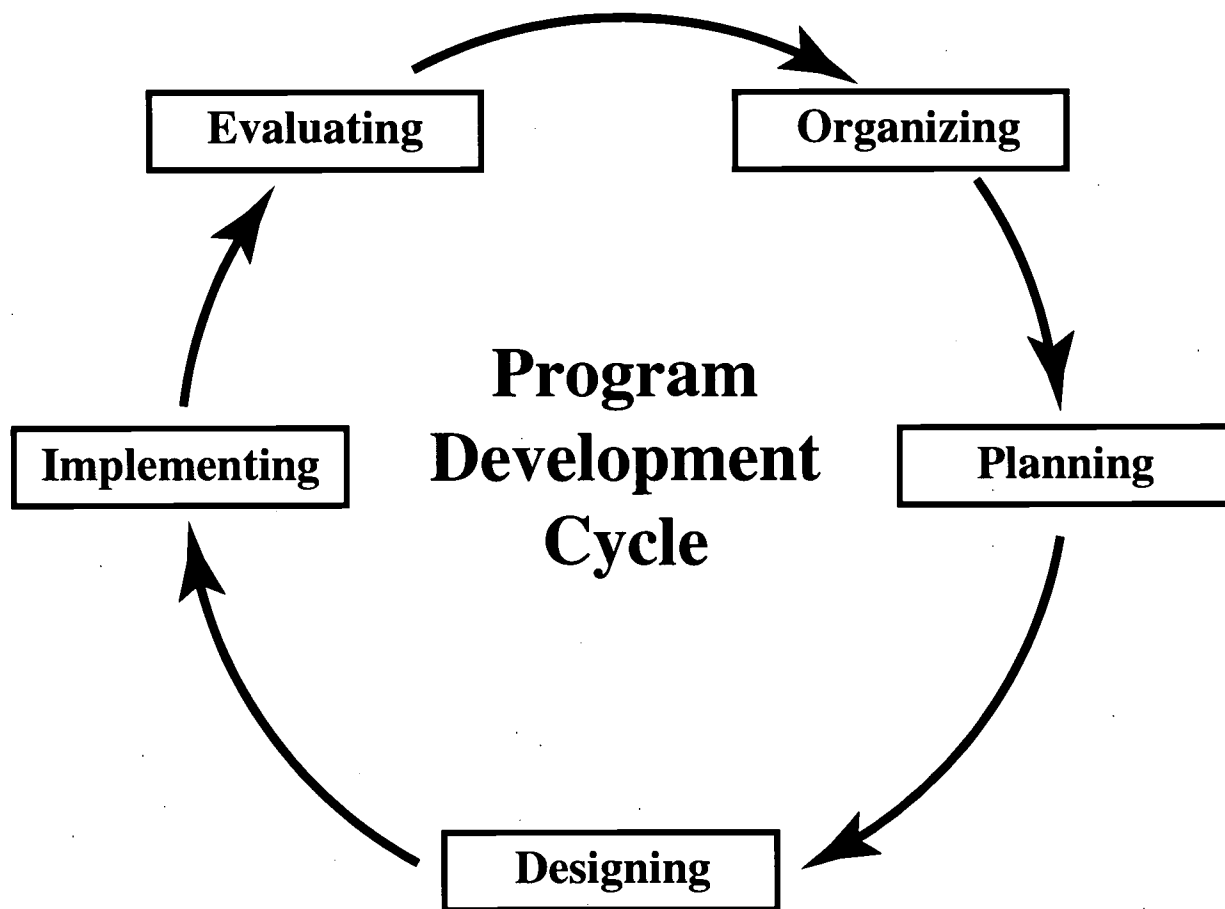 Evaluating
Organizing
Program
Development
Cycle
Implementing
Planning
Designing